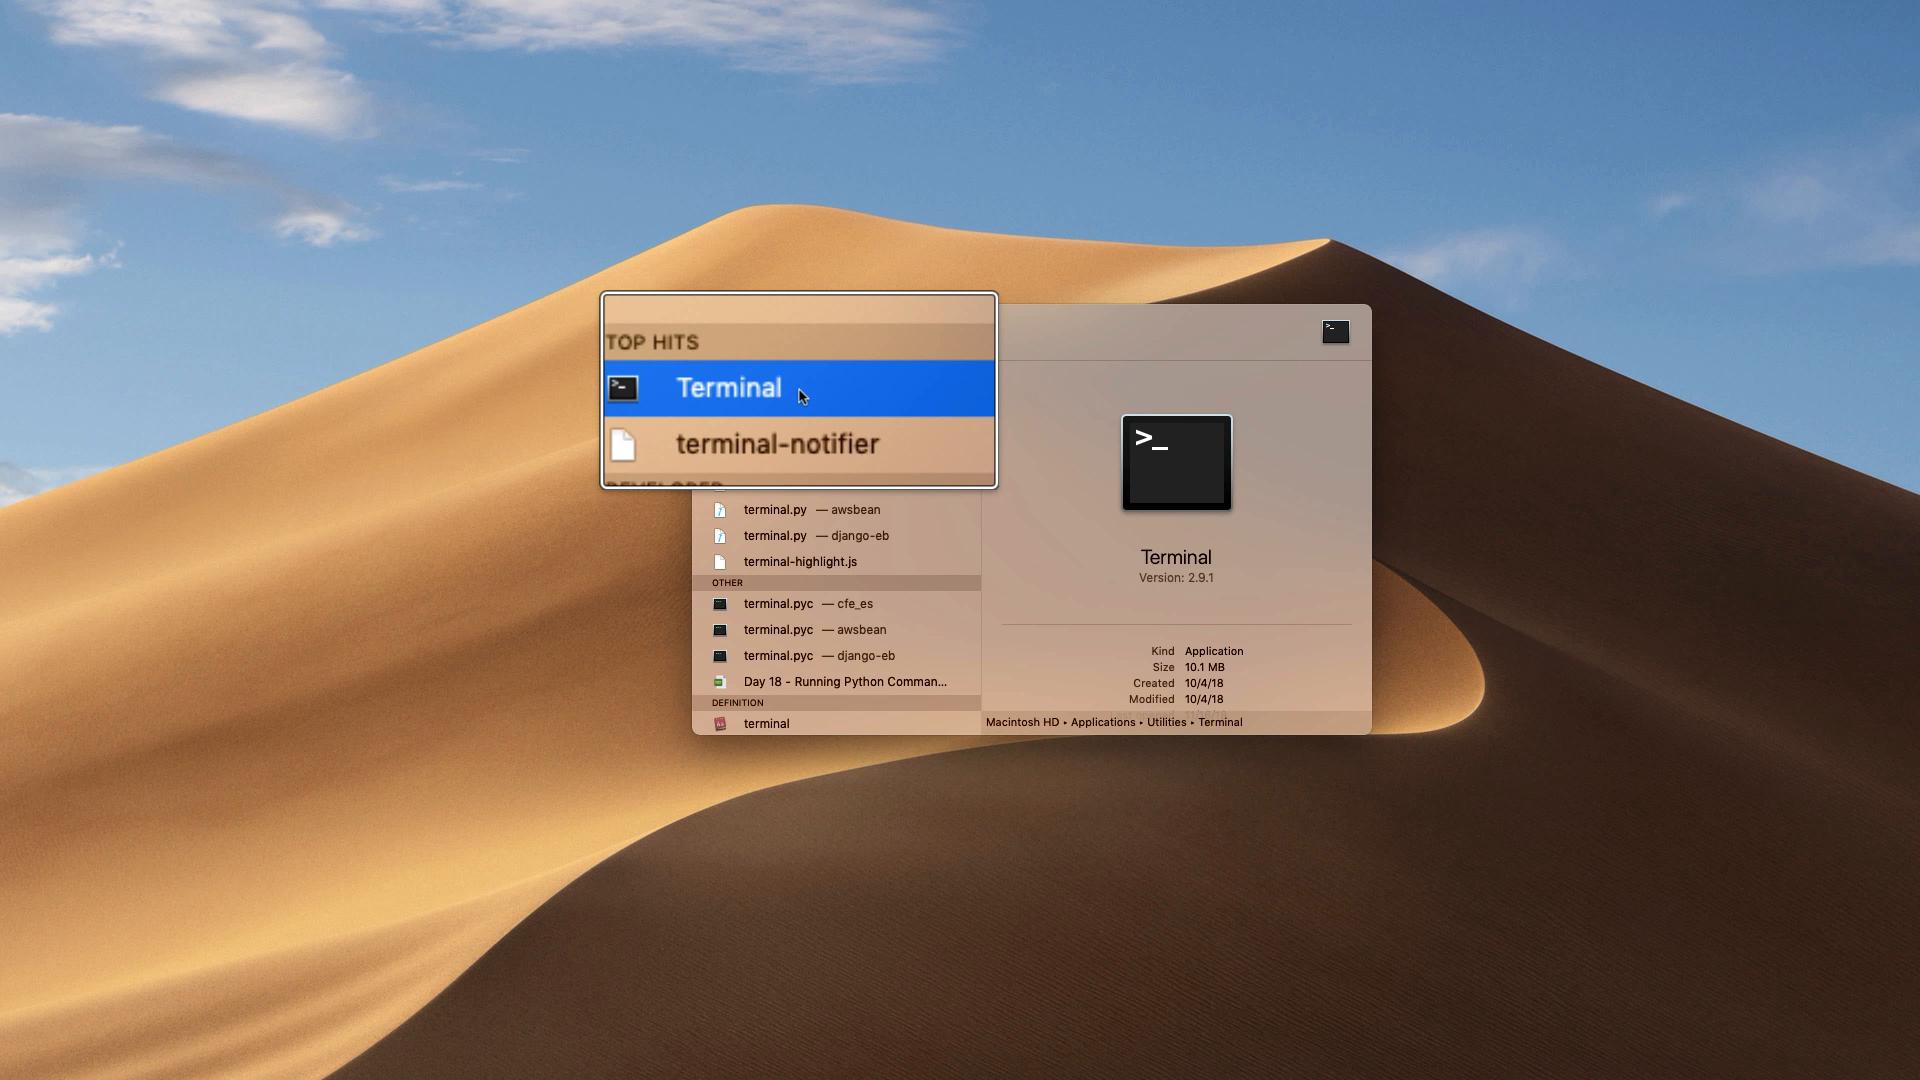 TOP HITS
Terminal
terminal-notifier
DEVELOPER
terminal.py — awsbean
terminal.py — django-eb
terminal-highlight.js
OTHER
terminal.pyc — cfe_es
terminal.pyc — awsbean
terminal.pyc — django-eb
Day 18 - Running Python Comman...
DEFINITION
terminal
>_
Terminal
Version: 2.9.1
Kind Application
Size 10.1 MB
Created 10/4/18
Modified 10/4/18
Macintosh HD ▸ Applications ▸ Utilities ▸ Terminal